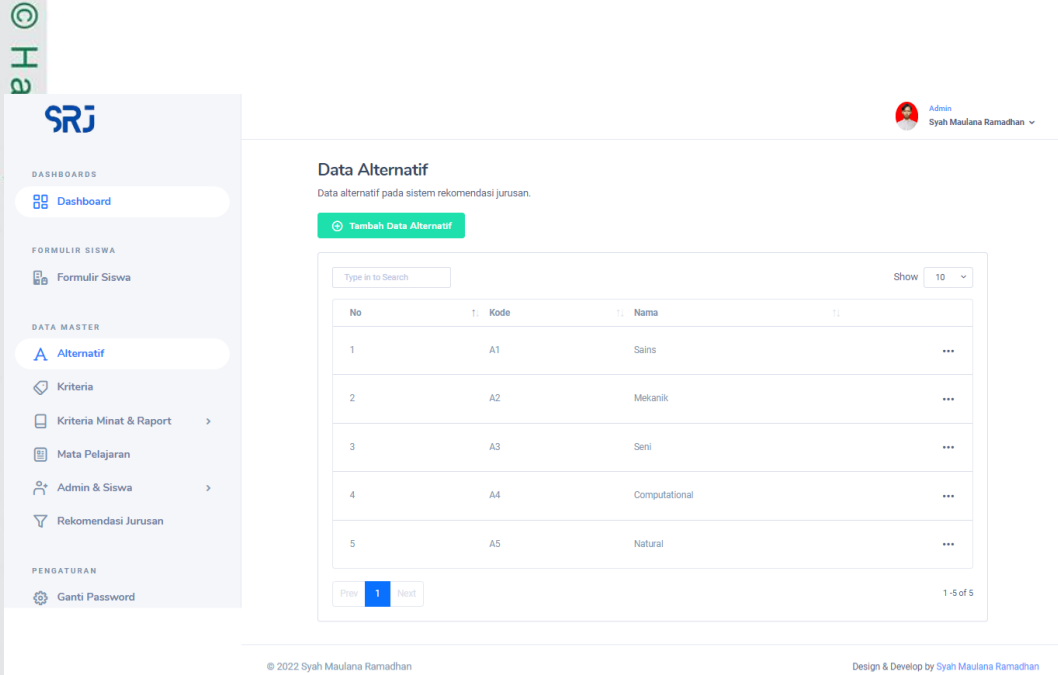 © Ha
SRJ
Admin
Syah Maulana Ramadhan
DASHBOARDS
Dashboard
FORMULIR SISWA
Formulir Siswa
DATA MASTER
Alternatif
Kriteria
Kriteria Minat & Raport
Mata Pelajaran
Admin & Siswa
Rekomendasi Jurusan
PENGATURAN
Ganti Password
Data Alternatif
Data alternatif pada sistem rekomendasi jurusan.
Tambah Data Alternatif
Type in to Search
Show 10
No Kode Nama
1 A1 Sains
2 A2 Mekanik
3 A3 Seni
4 A4 Computational
5 A5 Natural
Prev 1 Next
1 -5 of 5
© 2022 Syah Maulana Ramadhan
Design & Develop by Syah Maulana Ramadhan